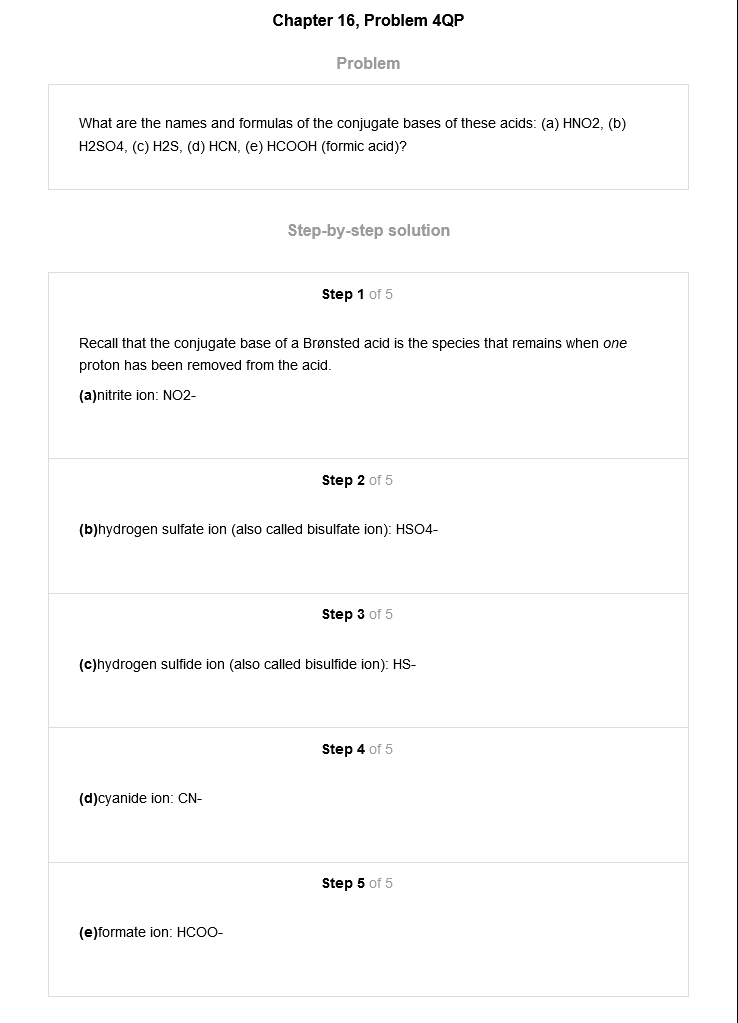 Chapter 16, Problem 4QP
Problem
What are the names and formulas of the conjugate bases of these acids: (a) HNO2, (b)
H2SO4, (c) H2S, (d) HCN, (e) HCOOH (formic acid)?
Step-by-step solution
Step 1 of 5
Recall that the conjugate base of a Brønsted acid is the species that remains when one
proton has been removed from the acid.
(a)nitrite ion: NO2-
Step 2 of 5
(b)hydrogen sulfate ion (also called bisulfate ion): HSO4-
Step 3 of 5
(c)hydrogen sulfide ion (also called bisulfide ion): HS-
Step 4 of 5
(d)cyanide ion: CN-
Step 5 of 5
(e)formate ion: HCOO-